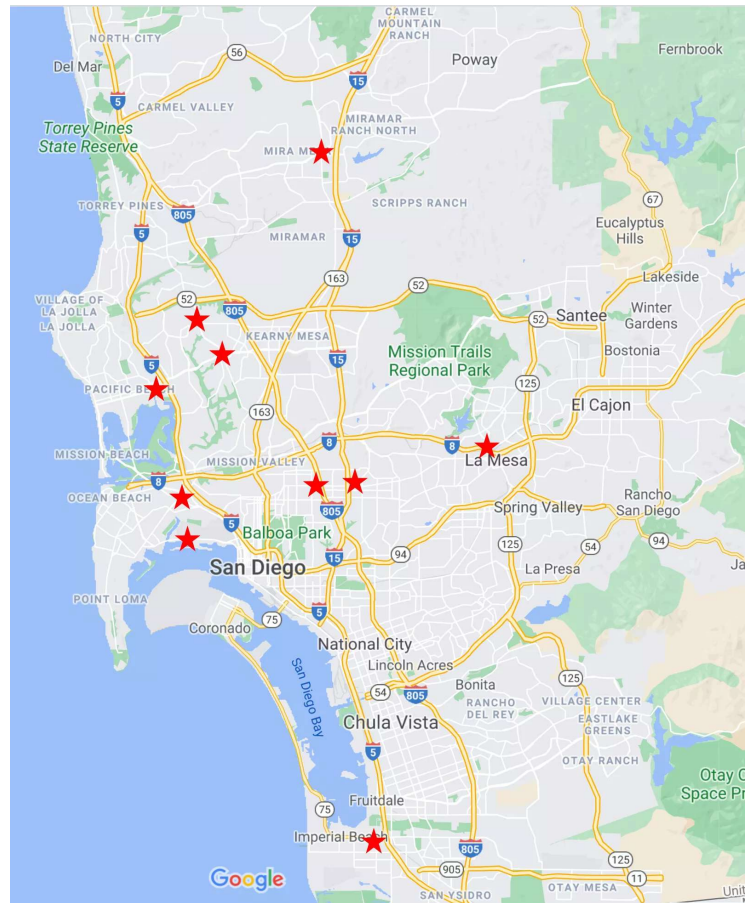 CARMEL
MOUNTAIN
RANCH
NORTH CITY
56
Poway
Fernbrook
Del Mar
15
5
CARMEL VALLEY
MIRAMAR
RANCH NORTH
Torrey Pines
State Reserve
MIRA ME
67
TORREY PINES
SCRIPPS RANCH
805
Eucalyptus
Hills
5
MIRAMAR
15
163
Lakeside
52
VILLAGE OF
LA JOLLA
LA JOLLA
52
805
Santee
52
Winter
Gardens
KEARNY MESA
Bostonia
Mission Trails
Regional Park
15
5
125
PACIFIC BEACH
163
El Cajon
8
8
MISSION BEACH
MISSION VALLEY
La Mesa
8
OCEAN BEACH
805
Spring Valley
Rancho
San Diego
5
Balboa Park
125
94
94
54
15
San Diego
La Presa
Ja
POINT LOMA
5
75
Coronado
National City
Lincoln Acres
San Diego Bay
54
805
Bonita
125
RANCHO
DEL REY
VILLAGE CENTER
EASTLAKE
GREENS
Chula Vista
5
OTAY RANCH
Otay
Space Pr
75
Fruitdale
Imperial Beach
805
905
125
11
Google
SAN YSIDRO
OTAY MESA
Unit